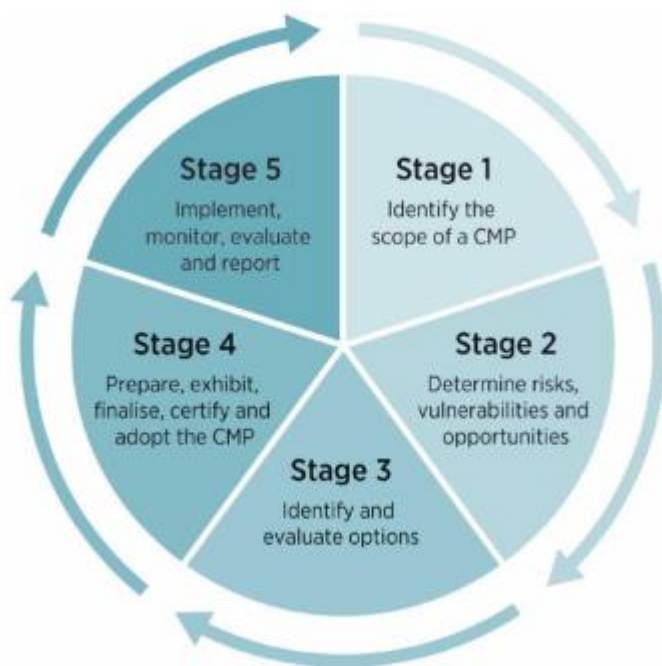 Stage 1
Identify the
scope of a CMP
Stage 2
Determine risks,
vulnerabilities and
opportunities
Stage 3
Identify and
evaluate options
Stage 4
Prepare, exhibit,
finalise, certify and
adopt the CMP
Stage 5
Implement,
monitor, evaluate
and report